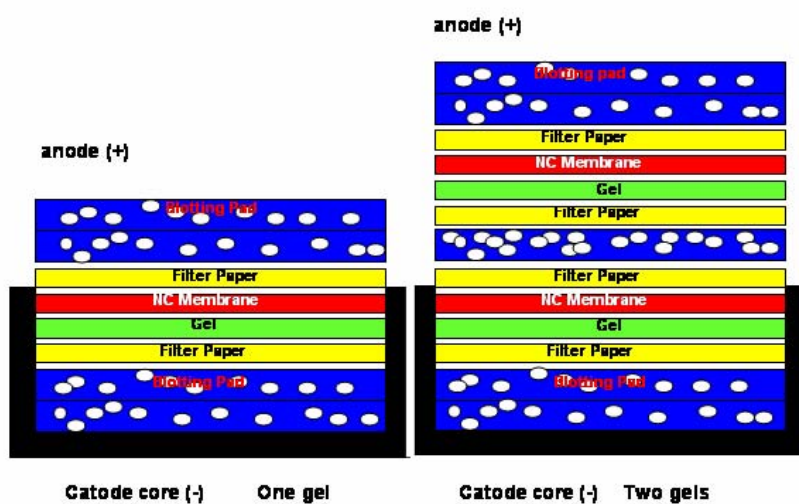 anode (+)
Blotting Pad
Filter Paper
NC Membrane
Gel
Filter Paper
Blotting Pad
Catode core (-) One gel
anode (+)
Blotting pad
Filter Paper
NC Membrane
Gel
Filter Paper
Filter Paper
NC Membrane
Gel
Filter Paper
Blotting Pad
Catode core (-) Two gels